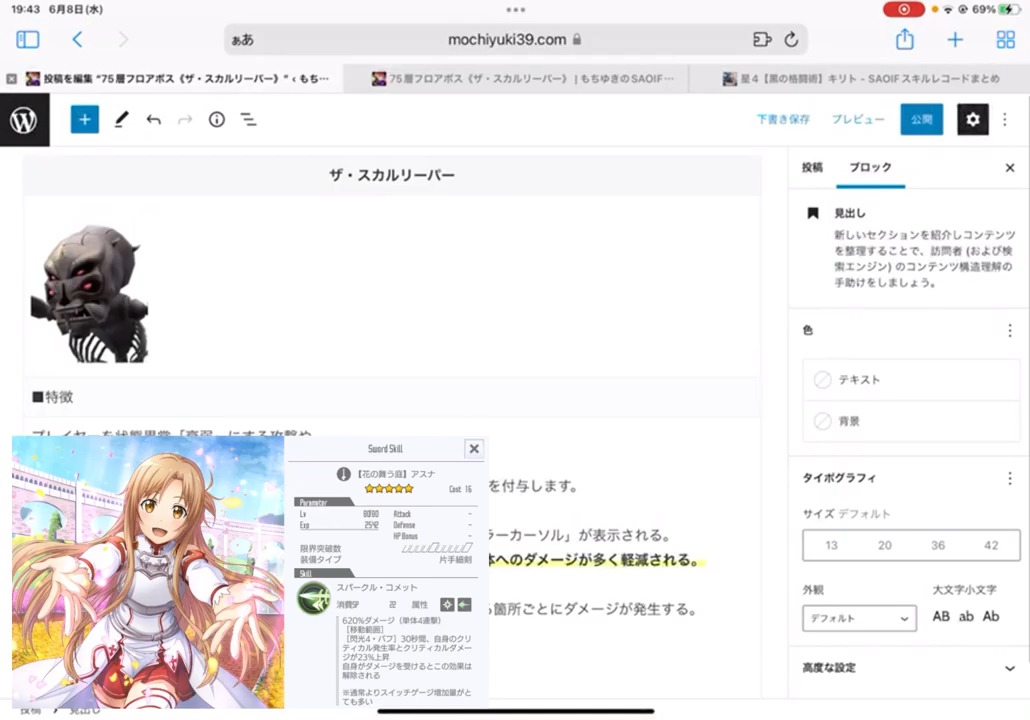 19:43 6月8日(水)
69%
ぁあ
mochiyuki39.com
投稿を編集 "75層フロアボス《ザ・スカルリーパー》" ‹ もち…
75層フロアボス《ザ・スカルリーパー》 | もちゆきのSAOIF…
星4【黒の格闘術】キリト - SAOIFスキルレコードまとめ
下書き保存
プレビュー
公開
ザ・スカルリーパー
■特徴
プレイヤーを状態異常「衰弱」にする攻撃や
を付与します。
ラーカーソル」が表示される。
体へのダメージが多く軽減される。
箇所ごとにダメージが発生する。
投稿 > 見出し
投稿
ブロック
見出し
新しいセクションを紹介しコンテンツ
を整理することで、訪問者 (および検
索エンジン) のコンテンツ構造理解の
手助けをしましょう。
色
テキスト
背景
タイポグラフィ
サイズ デフォルト
13 20 36 42
外観
大文字小文字
デフォルト
AB ab Ab
高度な設定
Sword Skill
【花の舞う庭】アスナ
Cost 16
Parameter
Lv 80/80 Attack -
Exp 2542 Defense -
HP Bonus -
限界突破数
装備タイプ 片手細剣
Skill
スパークル・コメット
消費SP 22 属性
620%ダメージ（単体4連撃）
［移動範囲］
［閃光4・バフ］30秒間、自身のクリ
ティカル発生率とクリティカルダメー
ジが23%上昇
自身がダメージを受けるとこの効果は
解除される
※通常よりスイッチゲージ増加量がと
ても多い